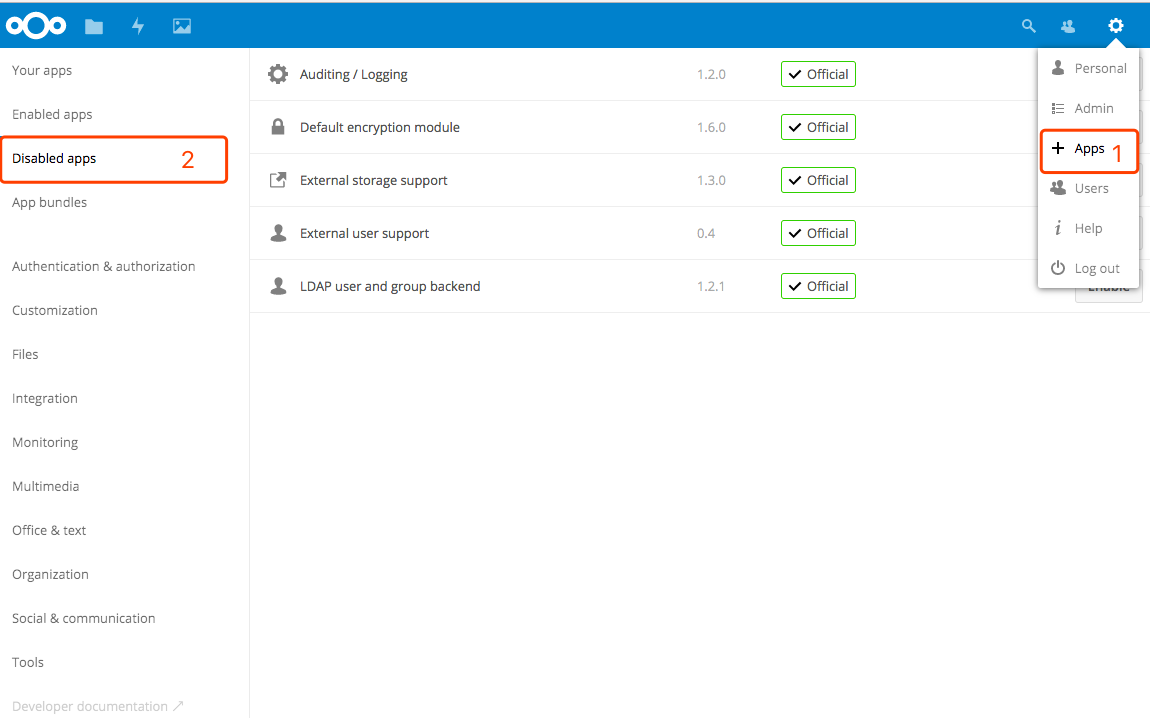 Your apps
Enabled apps
Disabled apps 2
App bundles
Authentication & authorization
Customization
Files
Integration
Monitoring
Multimedia
Office & text
Organization
Social & communication
Tools
Developer documentation
Auditing / Logging 1.2.0 Official
Default encryption module 1.6.0 Official
External storage support 1.3.0 Official
External user support 0.4 Official
LDAP user and group backend 1.2.1 Official
Personal
Admin
Apps 1
Users
Help
Log out
Enable